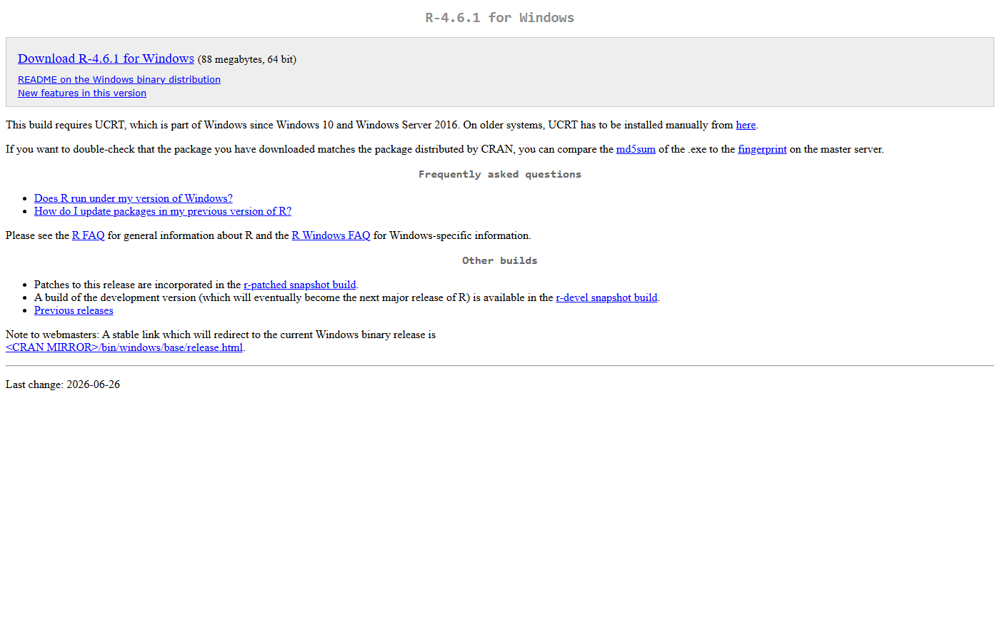 R-4.6.1 for Windows
Download R-4.6.1 for Windows (88 megabytes, 64 bit)
README on the Windows binary distribution
New features in this version
This build requires UCRT, which is part of Windows since Windows 10 and Windows Server 2016. On older systems, UCRT has to be installed manually from here.
If you want to double-check that the package you have downloaded matches the package distributed by CRAN, you can compare the md5sum of the .exe to the fingerprint on the master server.
Frequently asked questions
• Does R run under my version of Windows?
• How do I update packages in my previous version of R?
Please see the R FAQ for general information about R and the R Windows FAQ for Windows-specific information.
Other builds
• Patches to this release are incorporated in the r-patched snapshot build.
• A build of the development version (which will eventually become the next major release of R) is available in the r-devel snapshot build.
• Previous releases
Note to webmasters: A stable link which will redirect to the current Windows binary release is
<CRAN MIRROR>/bin/windows/base/release.html.
Last change: 2026-06-26